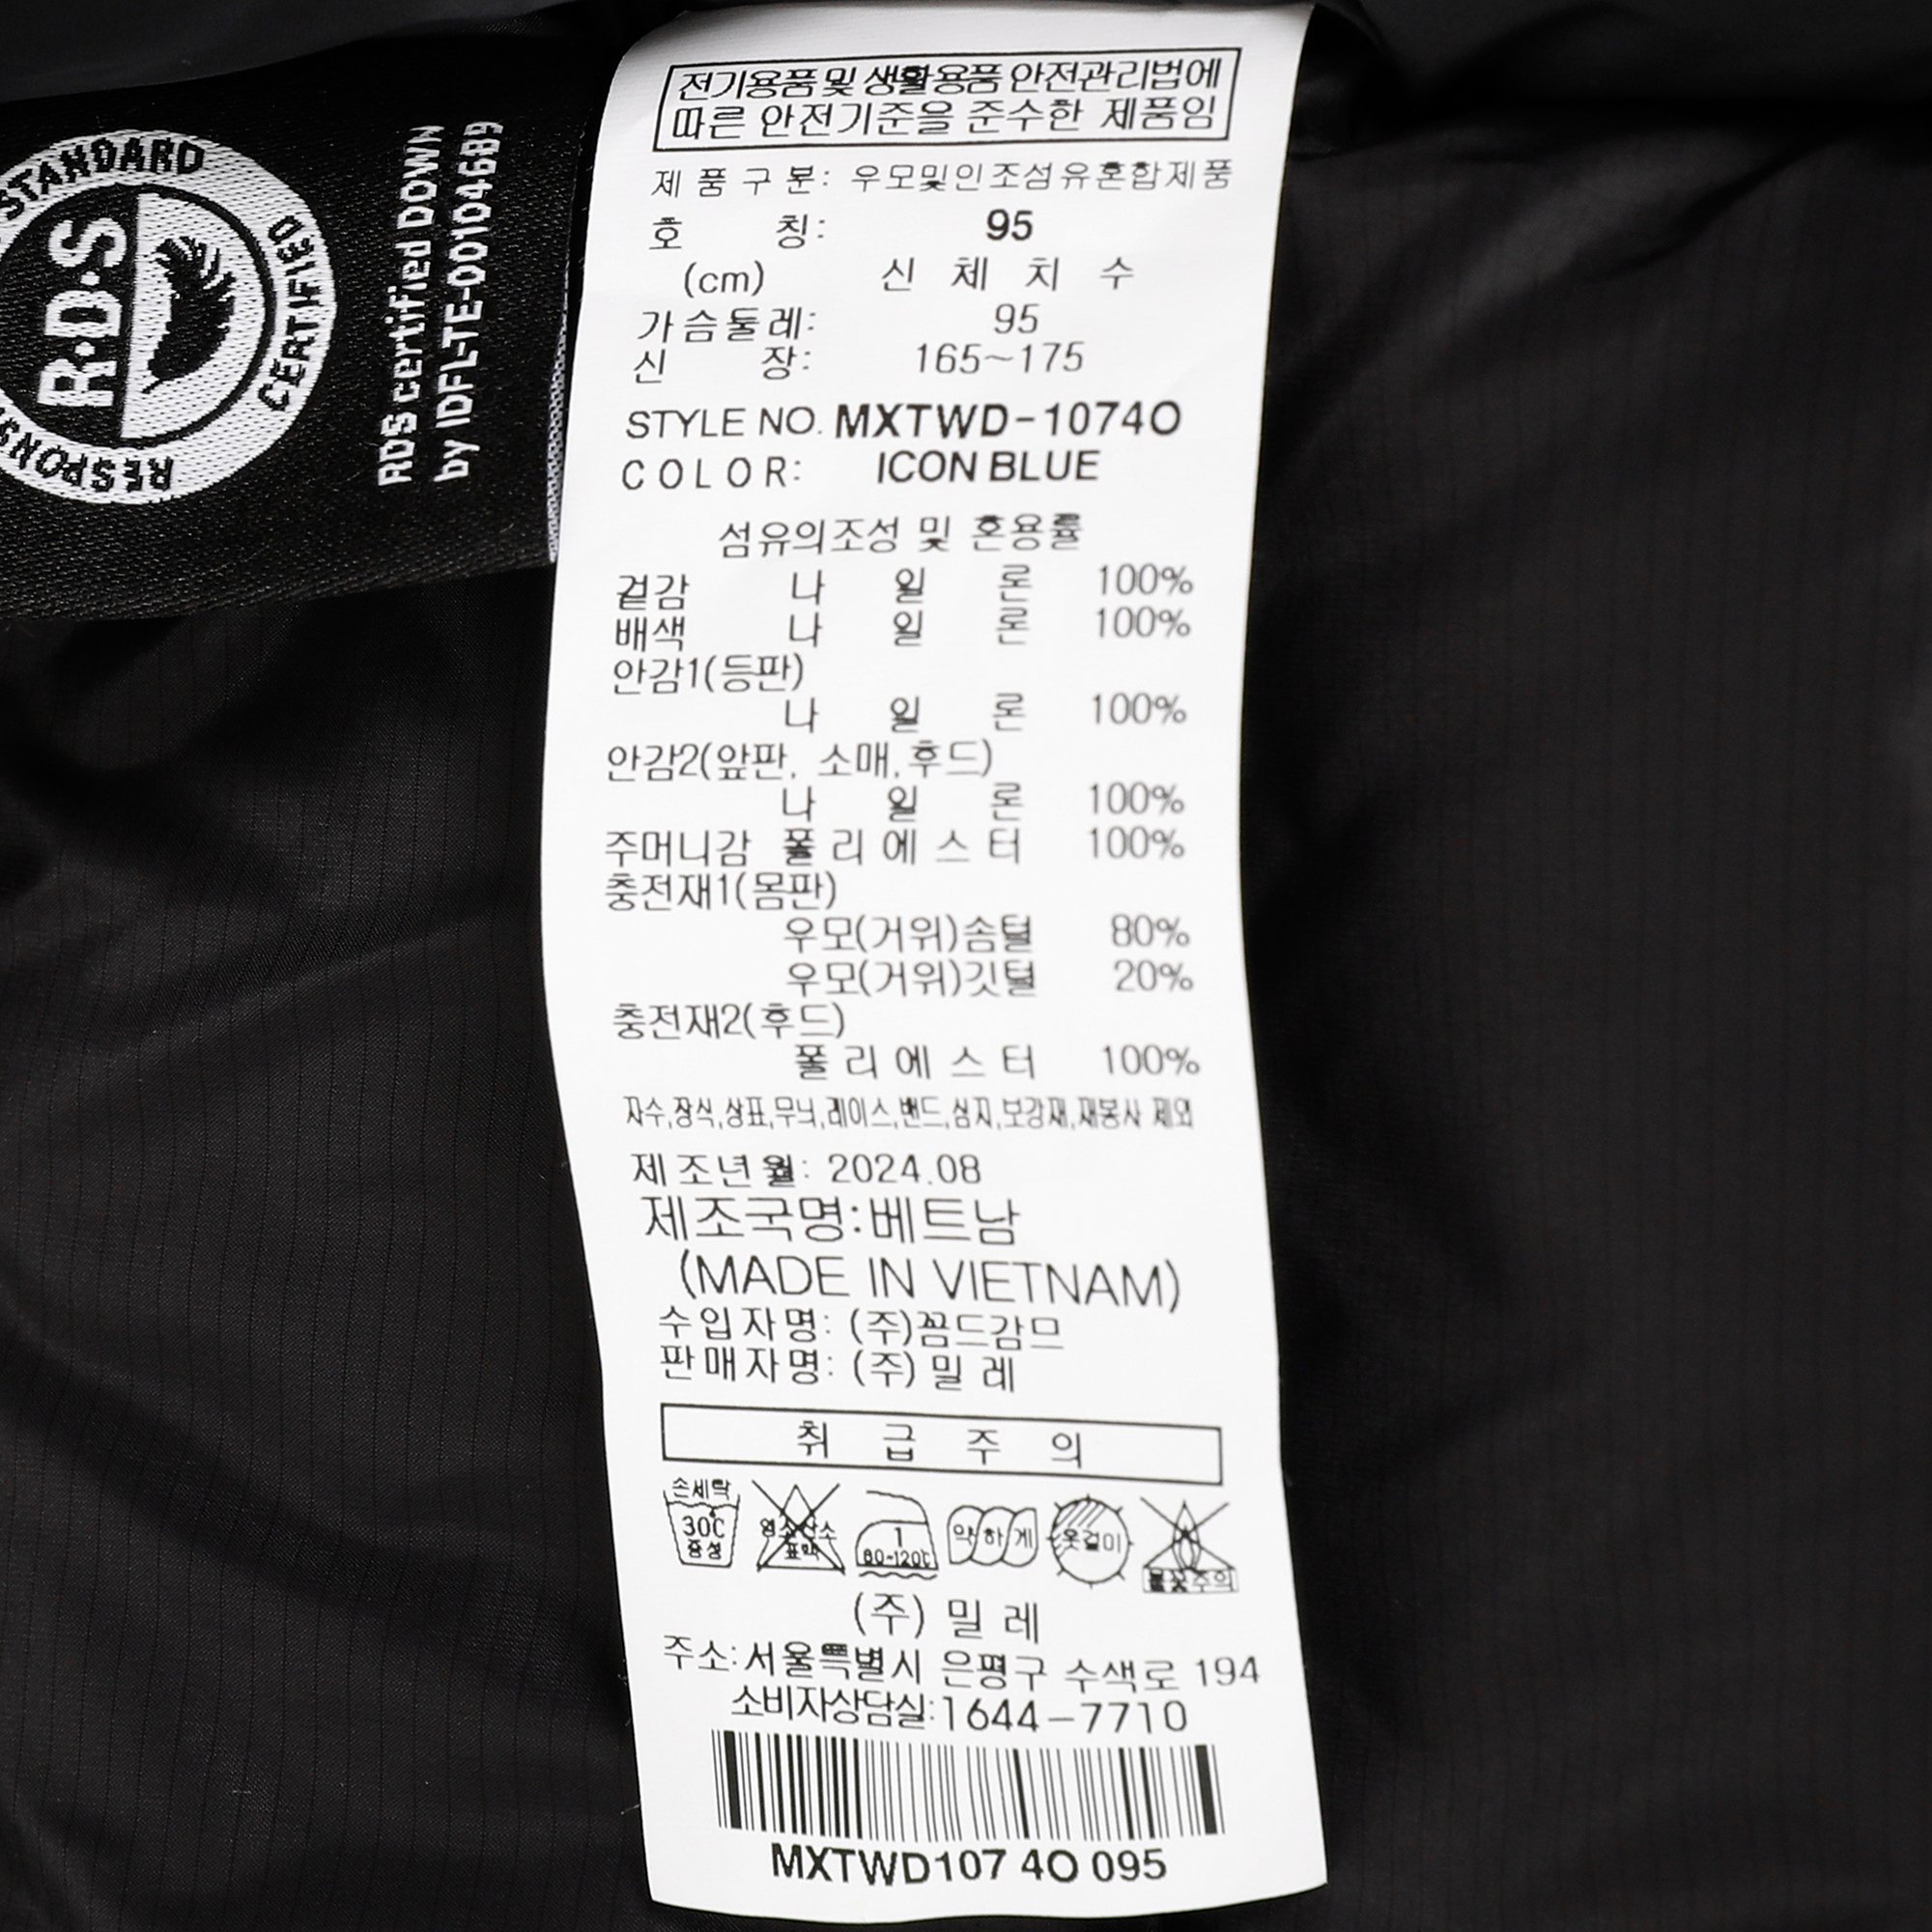 STANDARD
R·D·S
CERTIFIED
RDS certified DOWN
by IDFL-TE-00104689
전기용품 및 생활용품 안전관리법에
따른 안전기준을 준수한 제품임
제 품 구 분: 우모및인조섬유혼합제품
호 칭: 95
(cm) 신 체 치 수
가슴둘레: 95
신 장: 165~175
STYLE NO. MXTWD-1074O
COLOR: ICON BLUE
섬유의조성 및 혼용률
겉감 나 일 론 100%
배색 나 일 론 100%
안감1(등판)
나 일 론 100%
안감2(앞판, 소매,후드)
나 일 론 100%
주머니감 폴 리 에 스 터 100%
충전재1(몸판)
우모(거위)솜털 80%
우모(거위)깃털 20%
충전재2(후드)
폴 리 에 스 터 100%
자수,장식,상표,무늬,레이스,밴드,심지,보강재,재봉사 제외
제 조년 월: 2024.08
제조국명:베트남
(MADE IN VIETNAM)
수입자명: (주)꼼드감므
판매자명: (주) 밀 레
취 급 주 의
손세탁
30℃
중성
염소산소
표백
1
80-120℃
약하게
옷걸이
불꽃주의
(주) 밀 레
주소:서울특별시 은평구 수색로 194
소비자상담실:1644-7710
MXTWD107 4O 095